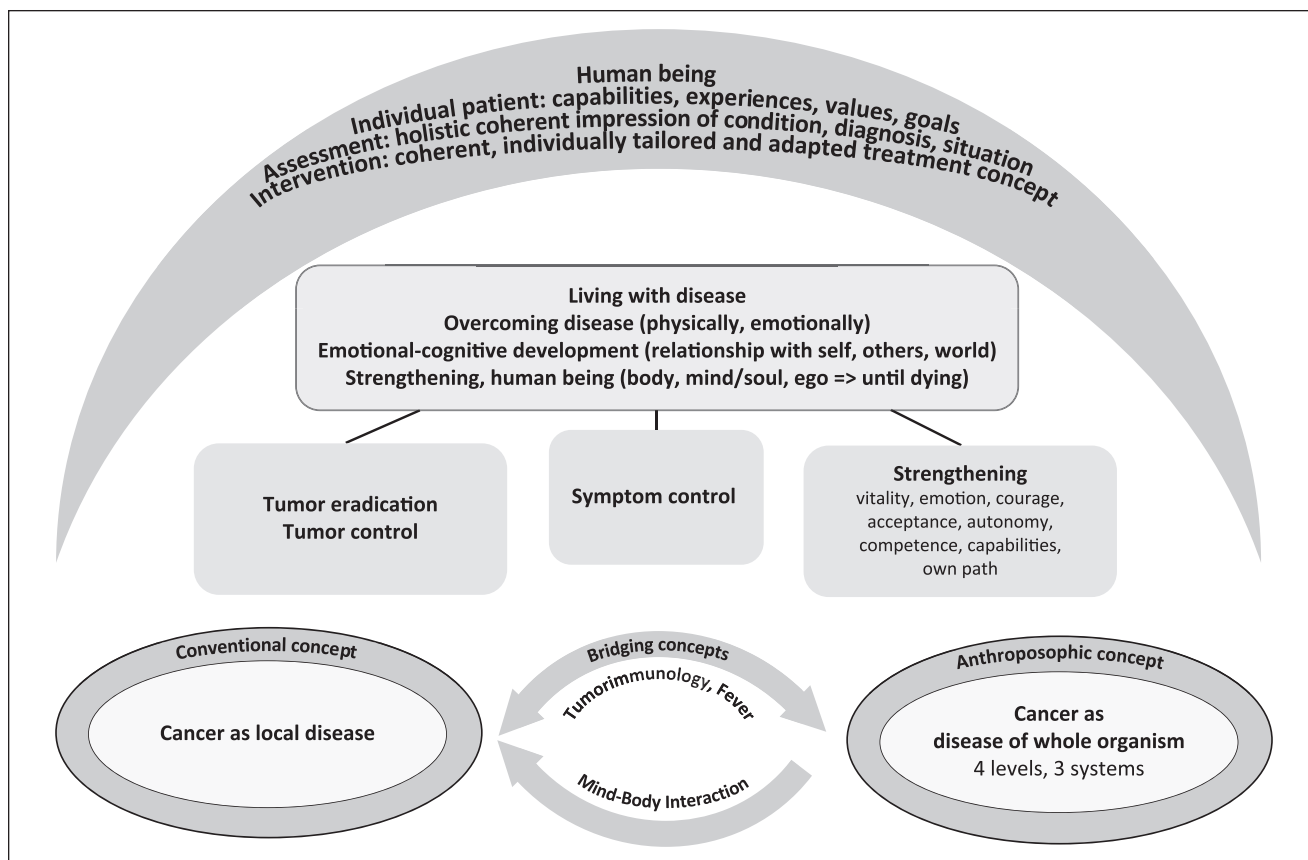 Human being
Individual patient: capabilities, experiences, values, goals
Assessment: holistic coherent impression of condition, diagnosis, situation
Intervention: coherent, individually tailored and adapted treatment concept
Living with disease
Overcoming disease (physically, emotionally)
Emotional-cognitive development (relationship with self, others, world)
Strengthening, human being (body, mind/soul, ego => until dying)
Tumor eradication
Tumor control
Symptom control
Strengthening
vitality, emotion, courage,
acceptance, autonomy,
competence, capabilities,
own path
Conventional concept
Cancer as local disease
Bridging concepts
Tumorimmunology, Fever
Mind-Body Interaction
Anthroposophic concept
Cancer as
disease of whole organism
4 levels, 3 systems